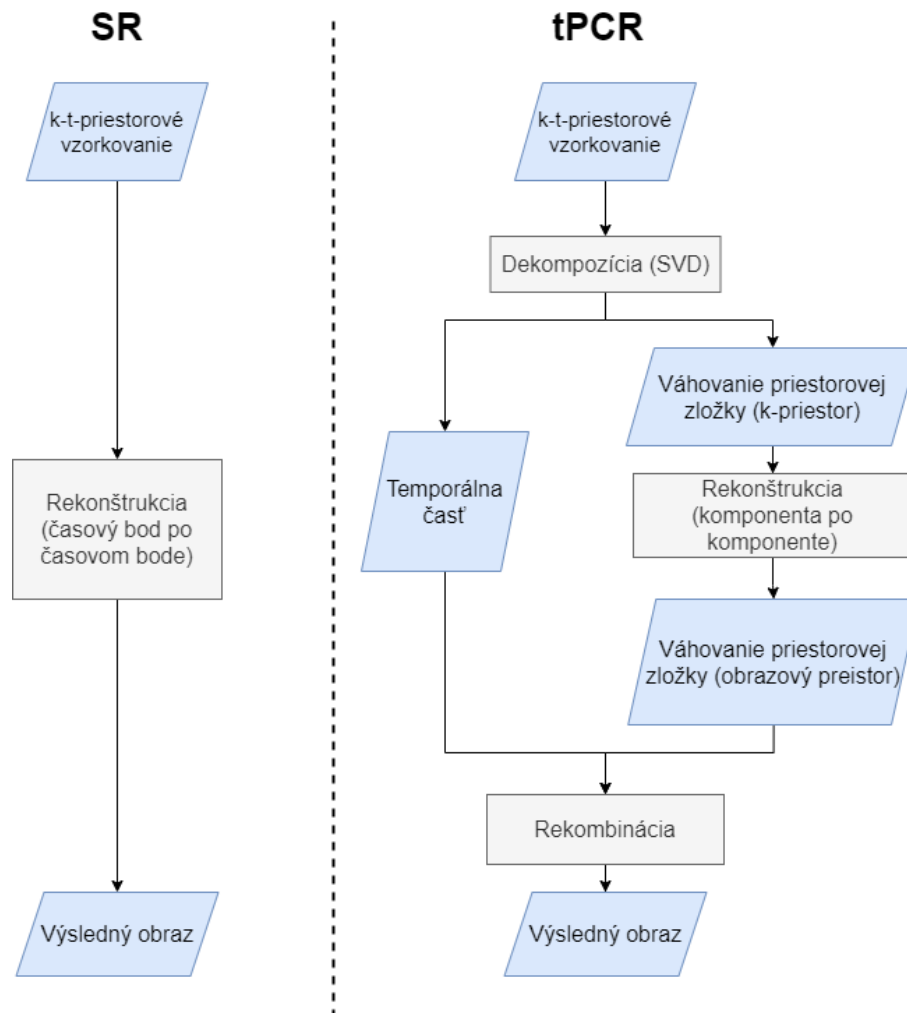 SR
k-t-priestorové
vzorkovanie
Rekonštrukcia
(časový bod po
časovom bode)
Výsledný obraz
tPCR
k-t-priestorové
vzorkovanie
Dekompozícia (SVD)
Temporálna
časť
Váhovanie priestorovej
zložky (k-priestor)
Rekonštrukcia
(komponenta po
komponente)
Váhovanie priestorovej
zložky (obrazový preistor)
Rekombinácia
Výsledný obraz